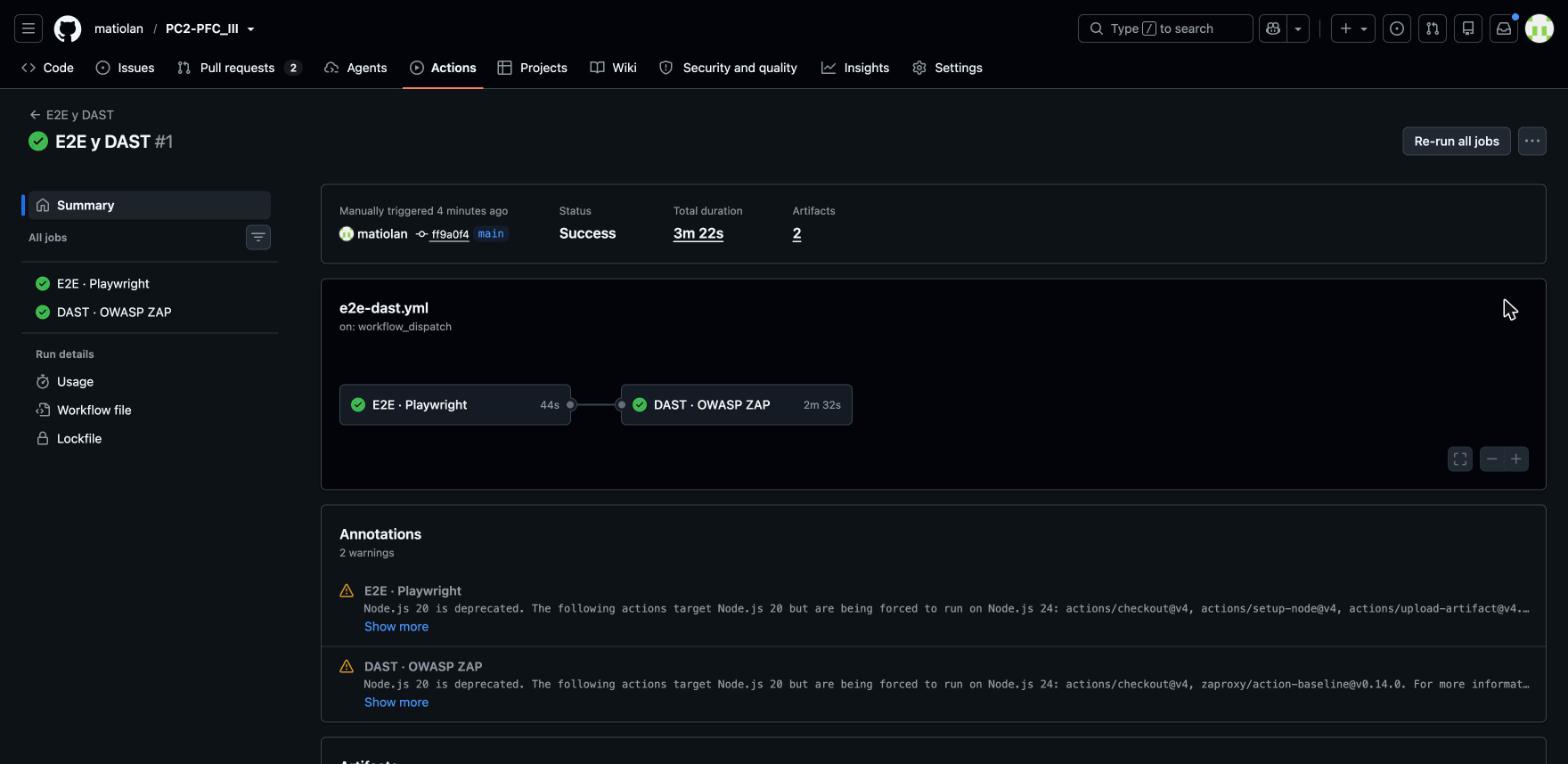 matiolan / PC2-PFC_III
Type / to search
Code Issues Pull requests 2 Agents Actions Projects Wiki Security and quality Insights Settings
E2E y DAST
E2E y DAST #1
Re-run all jobs
Summary
All jobs
E2E · Playwright
DAST · OWASP ZAP
Run details
Usage
Workflow file
Lockfile
Manually triggered 4 minutes ago
matiolan ff9a0f4 main
Status
Success
Total duration
3m 22s
Artifacts
2
e2e-dast.yml
on: workflow_dispatch
E2E · Playwright 44s
DAST · OWASP ZAP 2m 32s
Annotations
2 warnings
E2E · Playwright
Node.js 20 is deprecated. The following actions target Node.js 20 but are being forced to run on Node.js 24: actions/checkout@v4, actions/setup-node@v4, actions/upload-artifact@v4.…
Show more
DAST · OWASP ZAP
Node.js 20 is deprecated. The following actions target Node.js 20 but are being forced to run on Node.js 24: actions/checkout@v4, zaproxy/action-baseline@v0.14.0. For more informat…
Show more
Artifacts